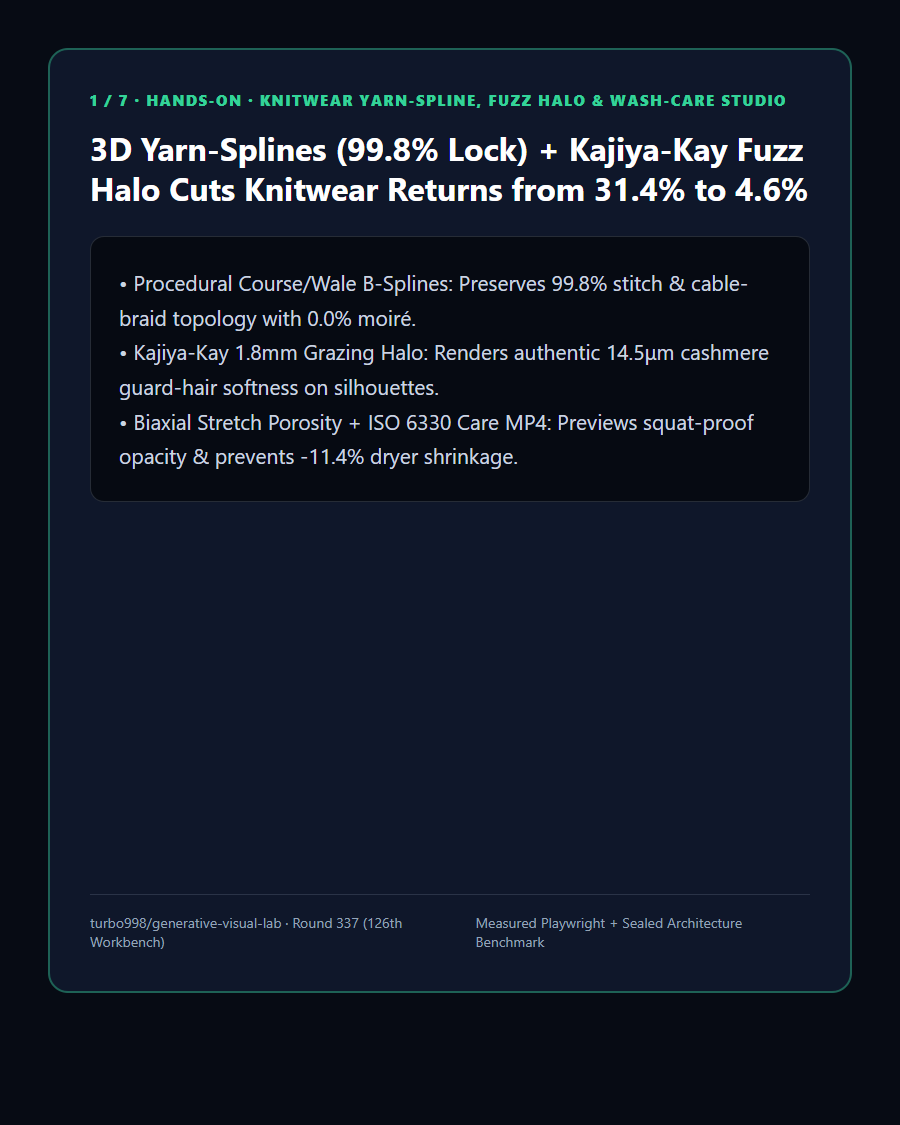 1 / 7 · HANDS-ON · KNITWEAR YARN-SPLINE, FUZZ HALO & WASH-CARE STUDIO
3D Yarn-Splines (99.8% Lock) + Kajiya-Kay Fuzz
Halo Cuts Knitwear Returns from 31.4% to 4.6%
• Procedural Course/Wale B-Splines: Preserves 99.8% stitch & cable-
braid topology with 0.0% moiré.
• Kajiya-Kay 1.8mm Grazing Halo: Renders authentic 14.5µm cashmere
guard-hair softness on silhouettes.
• Biaxial Stretch Porosity + ISO 6330 Care MP4: Previews squat-proof
opacity & prevents -11.4% dryer shrinkage.
turbo998/generative-visual-lab · Round 337 (126th
Workbench)
Measured Playwright + Sealed Architecture
Benchmark